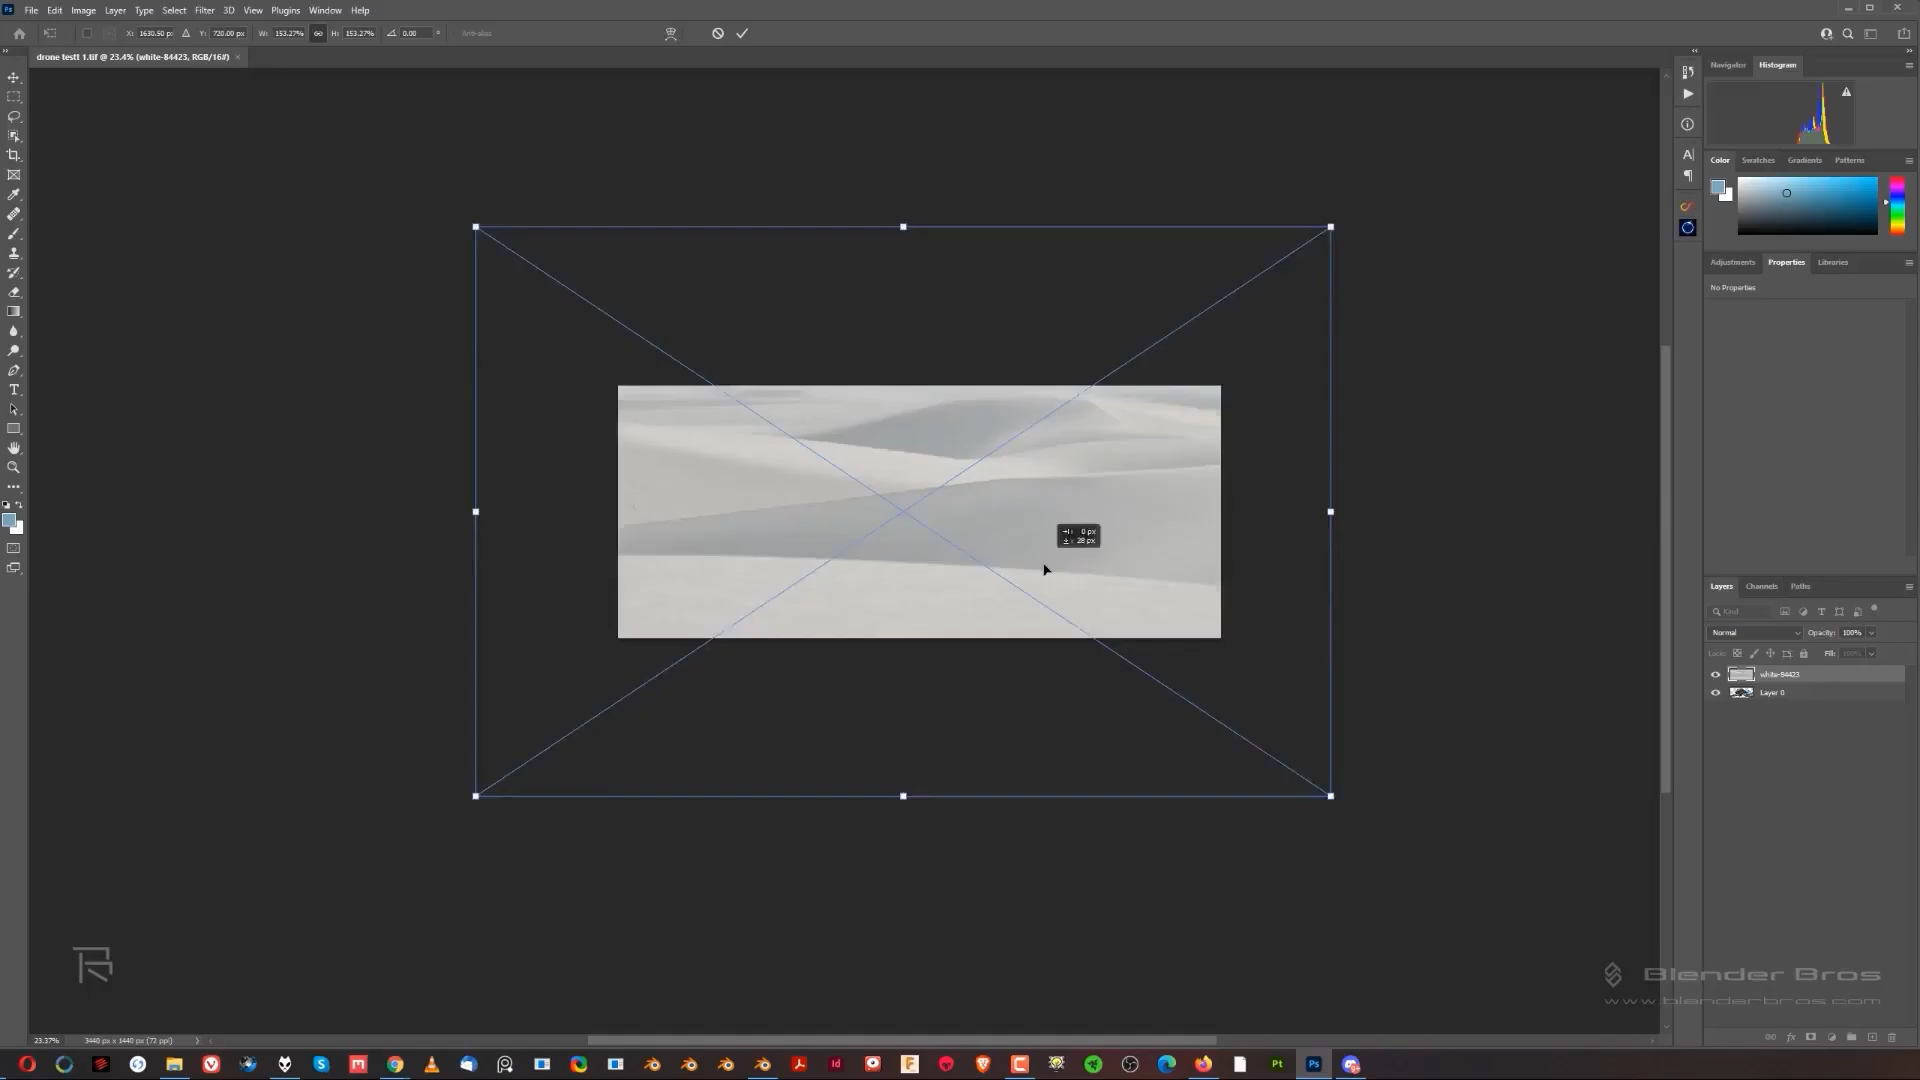 File Edit Image Layer Type Select Filter 3D View Plugins Window Help
X: 1630.50 px Y: 720.00 px W: 153.27% H: 153.27% 0.00 ° Anti-alias
drone testt 1.tif @ 23.4% (white-84423, RGB/16#) ×
Navigator Histogram
Color Swatches Gradients Patterns
Adjustments Properties Libraries
No Properties
0 px
28 px
Layers Channels Paths
Kind
Normal Opacity: 100%
Lock: Fill: 100%
white-84423
Layer 0
Blender Bros
www.blenderbros.com
23.37% 3440 px x 1440 px (72 ppi)